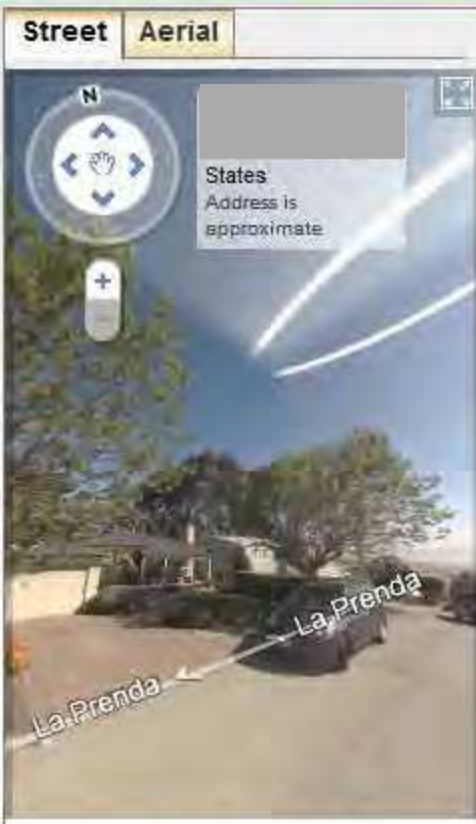 Street Aerial
N
States
Address is
approximate
+
La Prenda
La Prenda